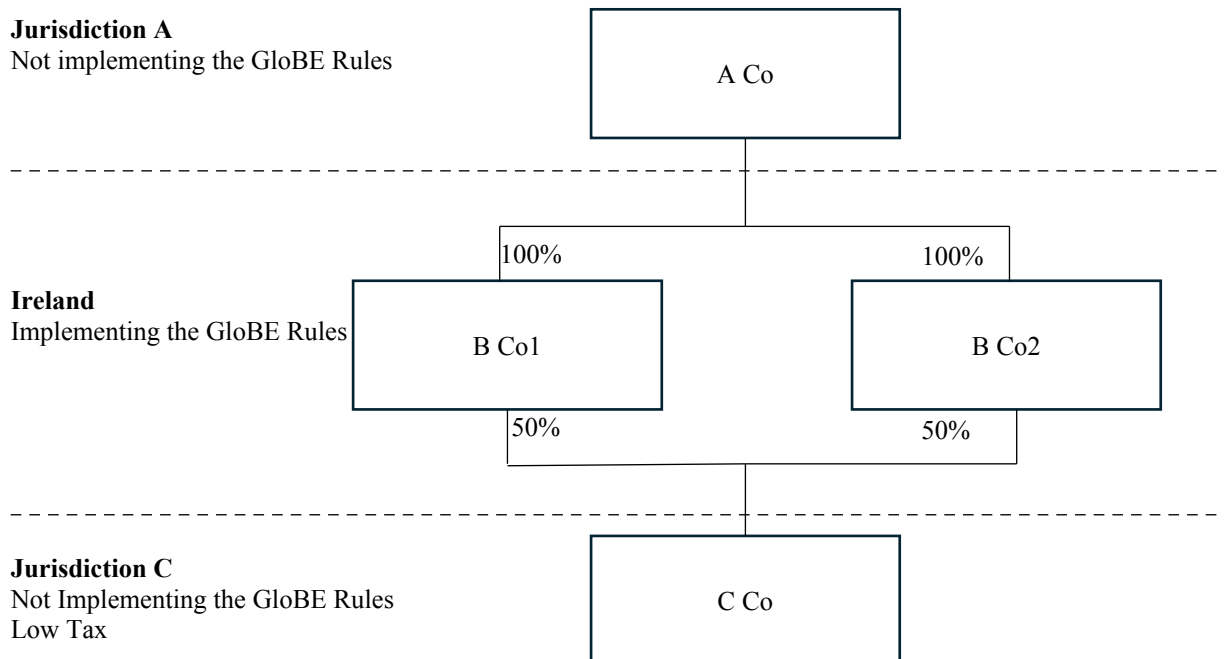 Jurisdiction A
Not implementing the GloBE Rules
A Co
100%
100%
Ireland
Implementing the GloBE Rules
B Co1
B Co2
50%
50%
Jurisdiction C
Not Implementing the GloBE Rules
Low Tax
C Co